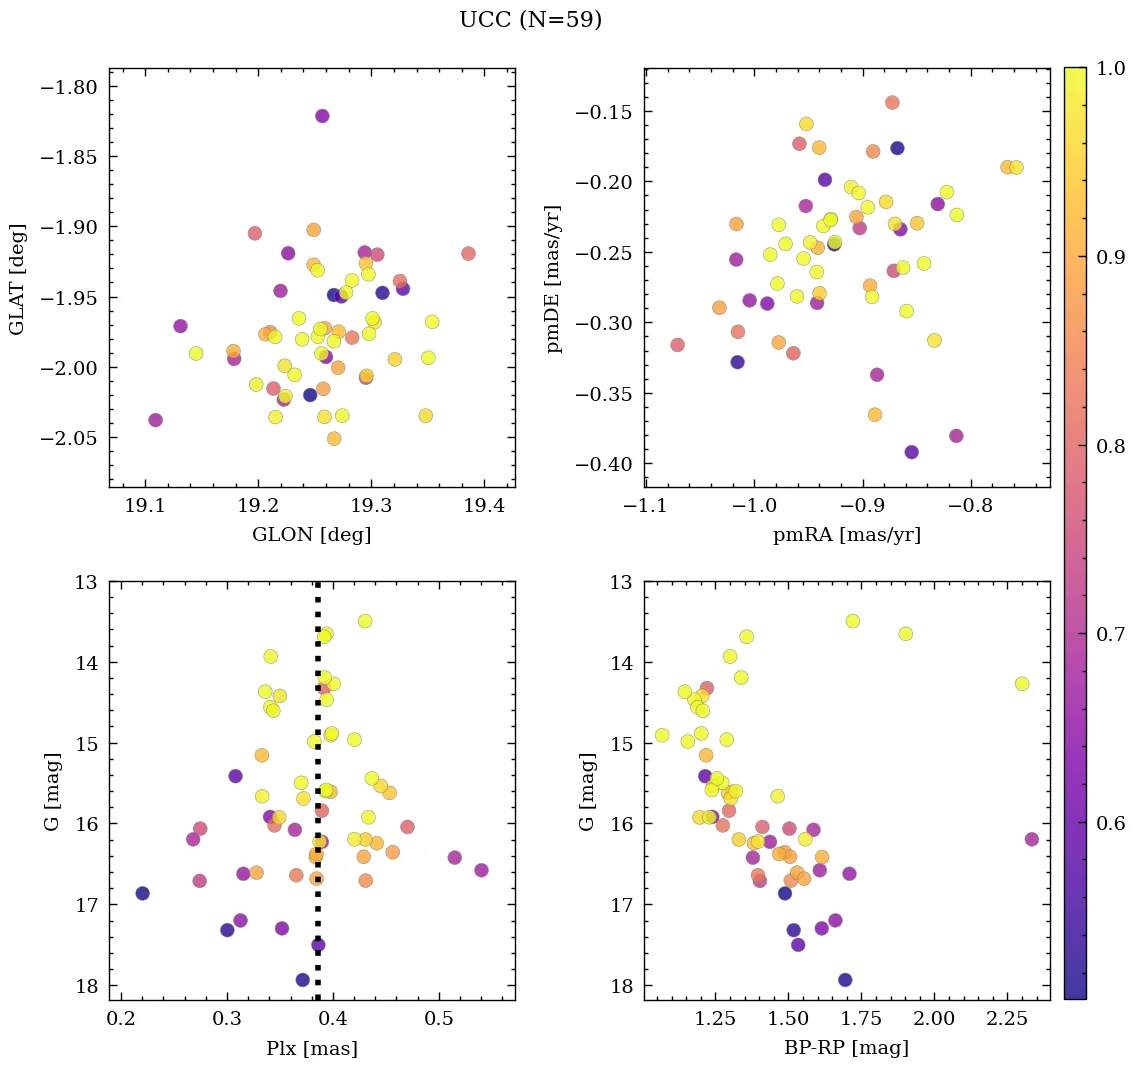 UCC (N=59)
−1.80
−1.85
−1.90
−1.95
−2.00
−2.05
GLAT [deg]
19.1 19.2 19.3 19.4
GLON [deg]
−0.15
−0.20
−0.25
−0.30
−0.35
−0.40
pmDE [mas/yr]
−1.1 −1.0 −0.9 −0.8
pmRA [mas/yr]
1.0
0.9
0.8
0.7
0.6
13
14
15
16
17
18
G [mag]
0.2 0.3 0.4 0.5
Plx [mas]
13
14
15
16
17
18
G [mag]
1.25 1.50 1.75 2.00 2.25
BP-RP [mag]